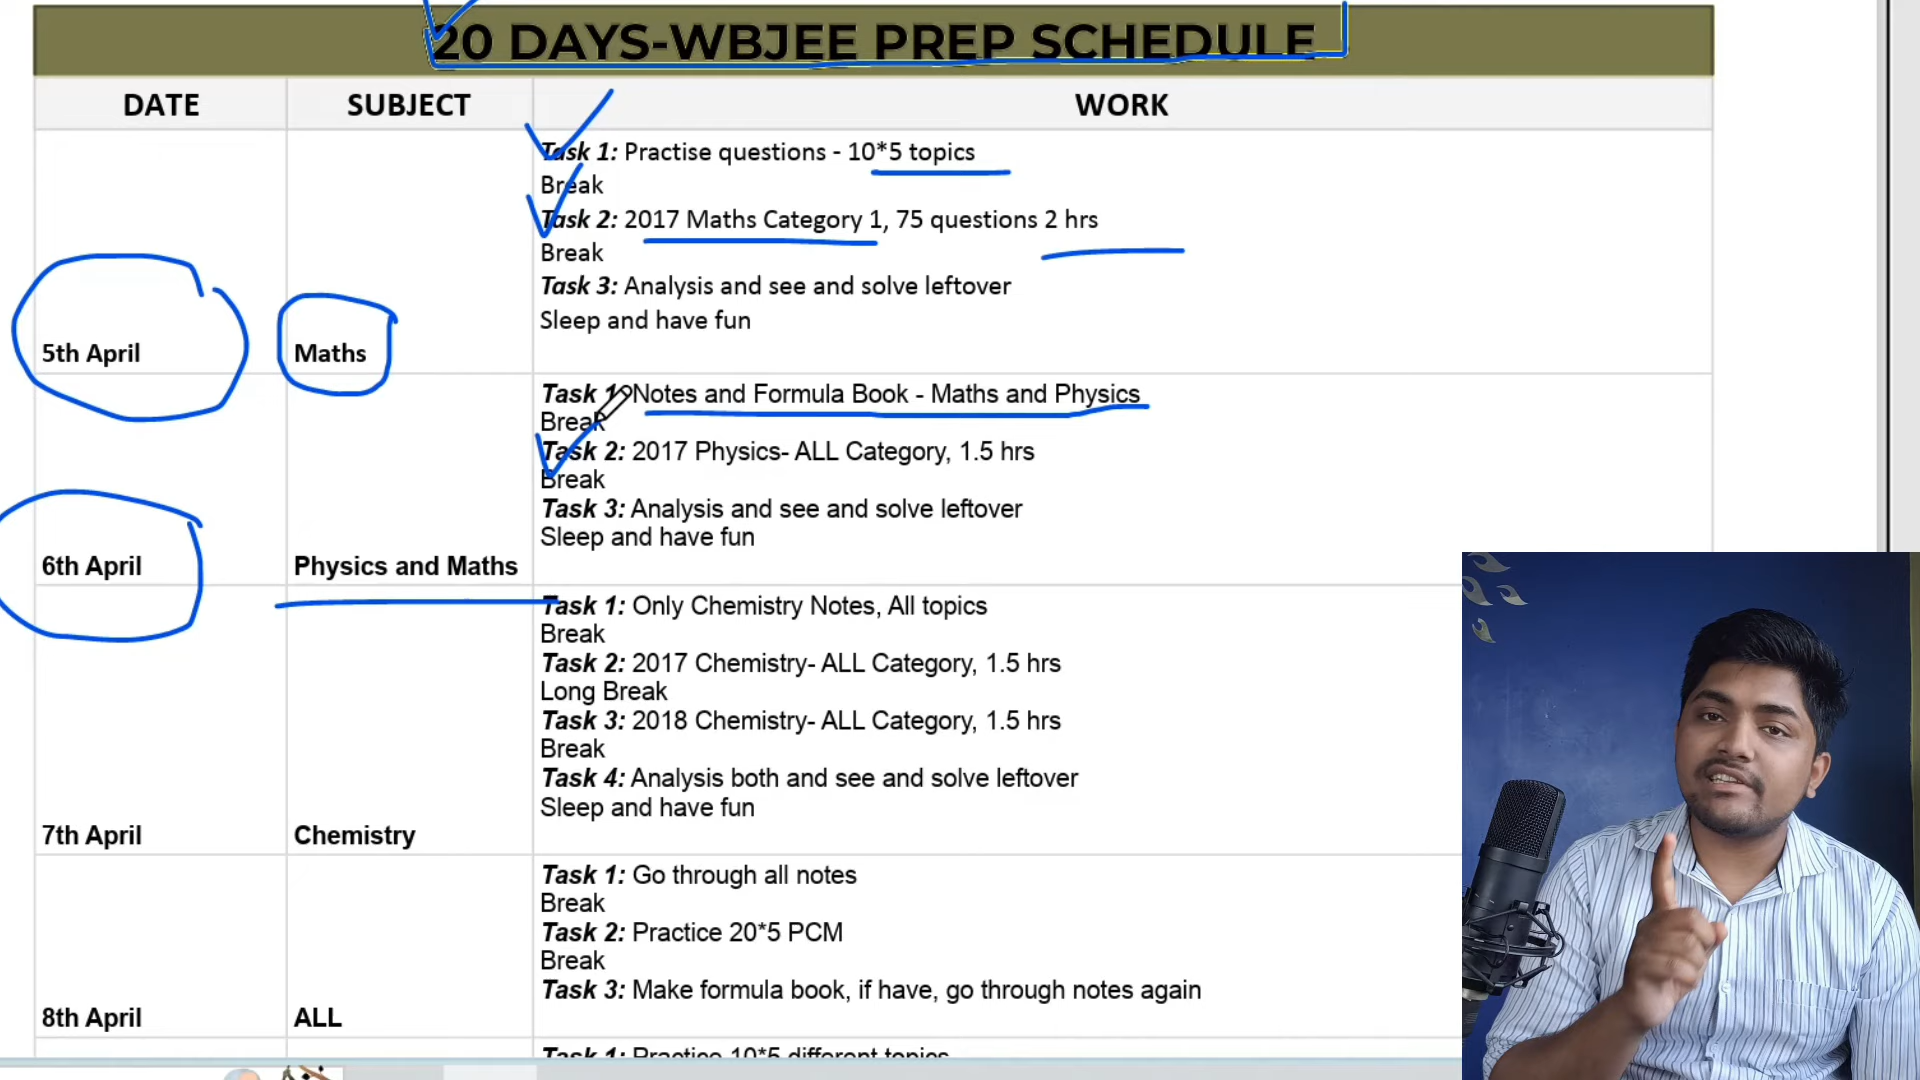 20 DAYS-WBJEE PREP SCHEDULE
DATE SUBJECT WORK
Task 1: Practise questions - 10*5 topics
Break
Task 2: 2017 Maths Category 1, 75 questions 2 hrs
Break
Task 3: Analysis and see and solve leftover
Sleep and have fun
5th April Maths
Task 1: Notes and Formula Book - Maths and Physics
Break
Task 2: 2017 Physics- ALL Category, 1.5 hrs
Break
Task 3: Analysis and see and solve leftover
Sleep and have fun
6th April Physics and Maths
Task 1: Only Chemistry Notes, All topics
Break
Task 2: 2017 Chemistry- ALL Category, 1.5 hrs
Long Break
Task 3: 2018 Chemistry- ALL Category, 1.5 hrs
Break
Task 4: Analysis both and see and solve leftover
Sleep and have fun
7th April Chemistry
Task 1: Go through all notes
Break
Task 2: Practice 20*5 PCM
Break
Task 3: Make formula book, if have, go through notes again
8th April ALL
Task 1: Practice 10*5 different topics